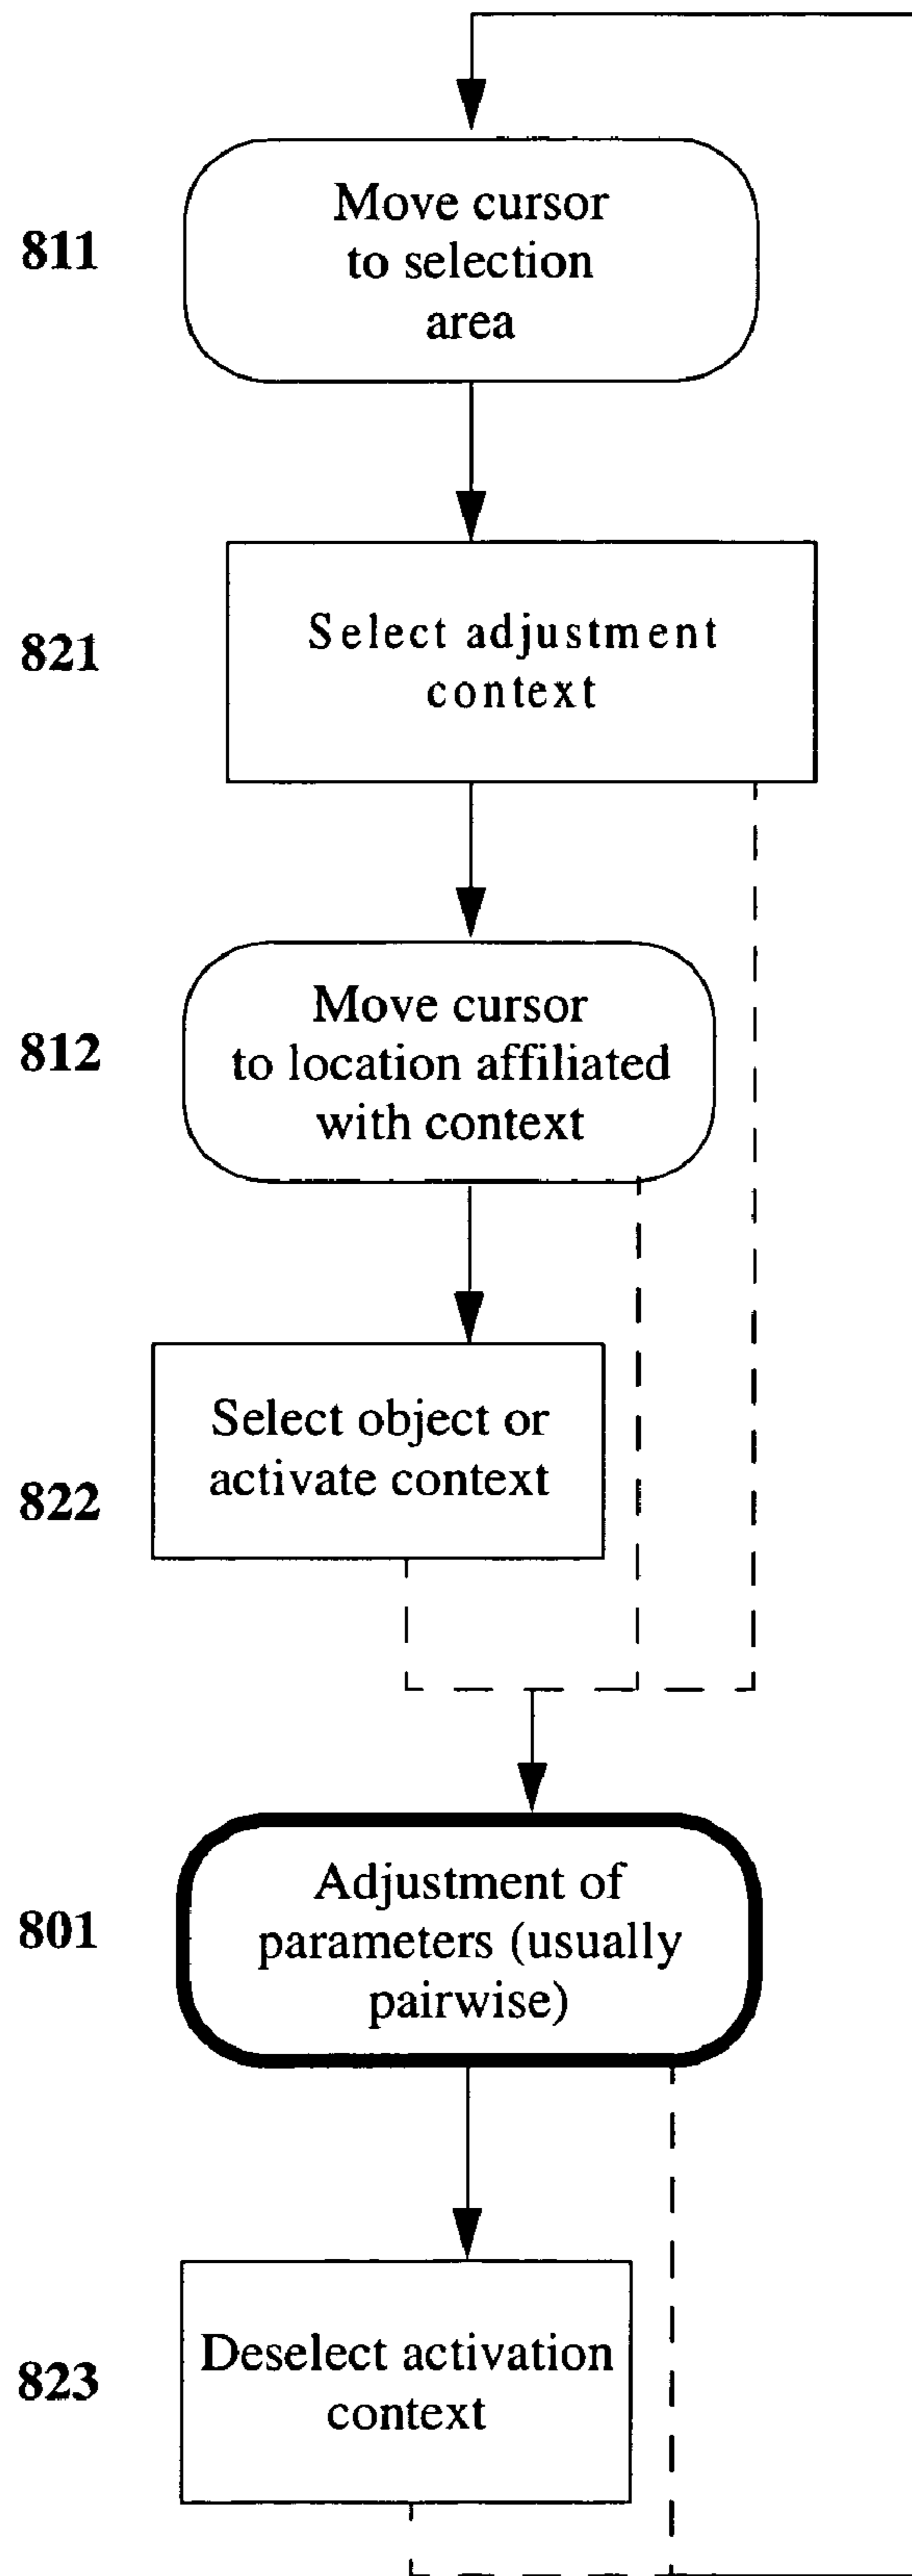 811
Move cursor
to selection
area
821
Select adjustment
context
812
Move cursor
to location affiliated
with context
822
Select object or
activate context
801
Adjustment of
parameters (usually
pairwise)
823
Deselect activation
context